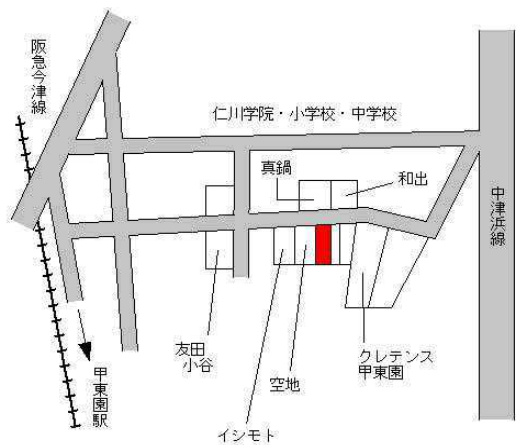 阪急今津線
仁川学院・小学校・中学校
真鍋
和出
中津浜線
友田
小谷
空地
クレテンス
甲東園
イシモト
甲東園駅